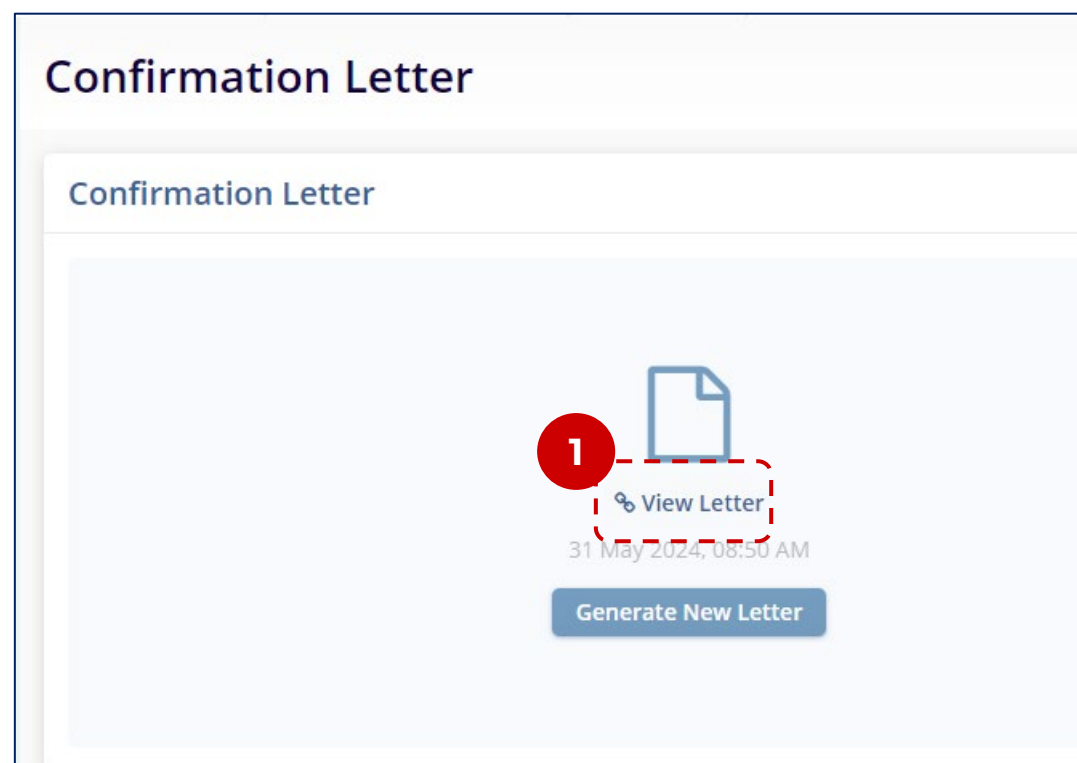 Confirmation Letter
Confirmation Letter
1
View Letter
31 May 2024, 08:50 AM
Generate New Letter